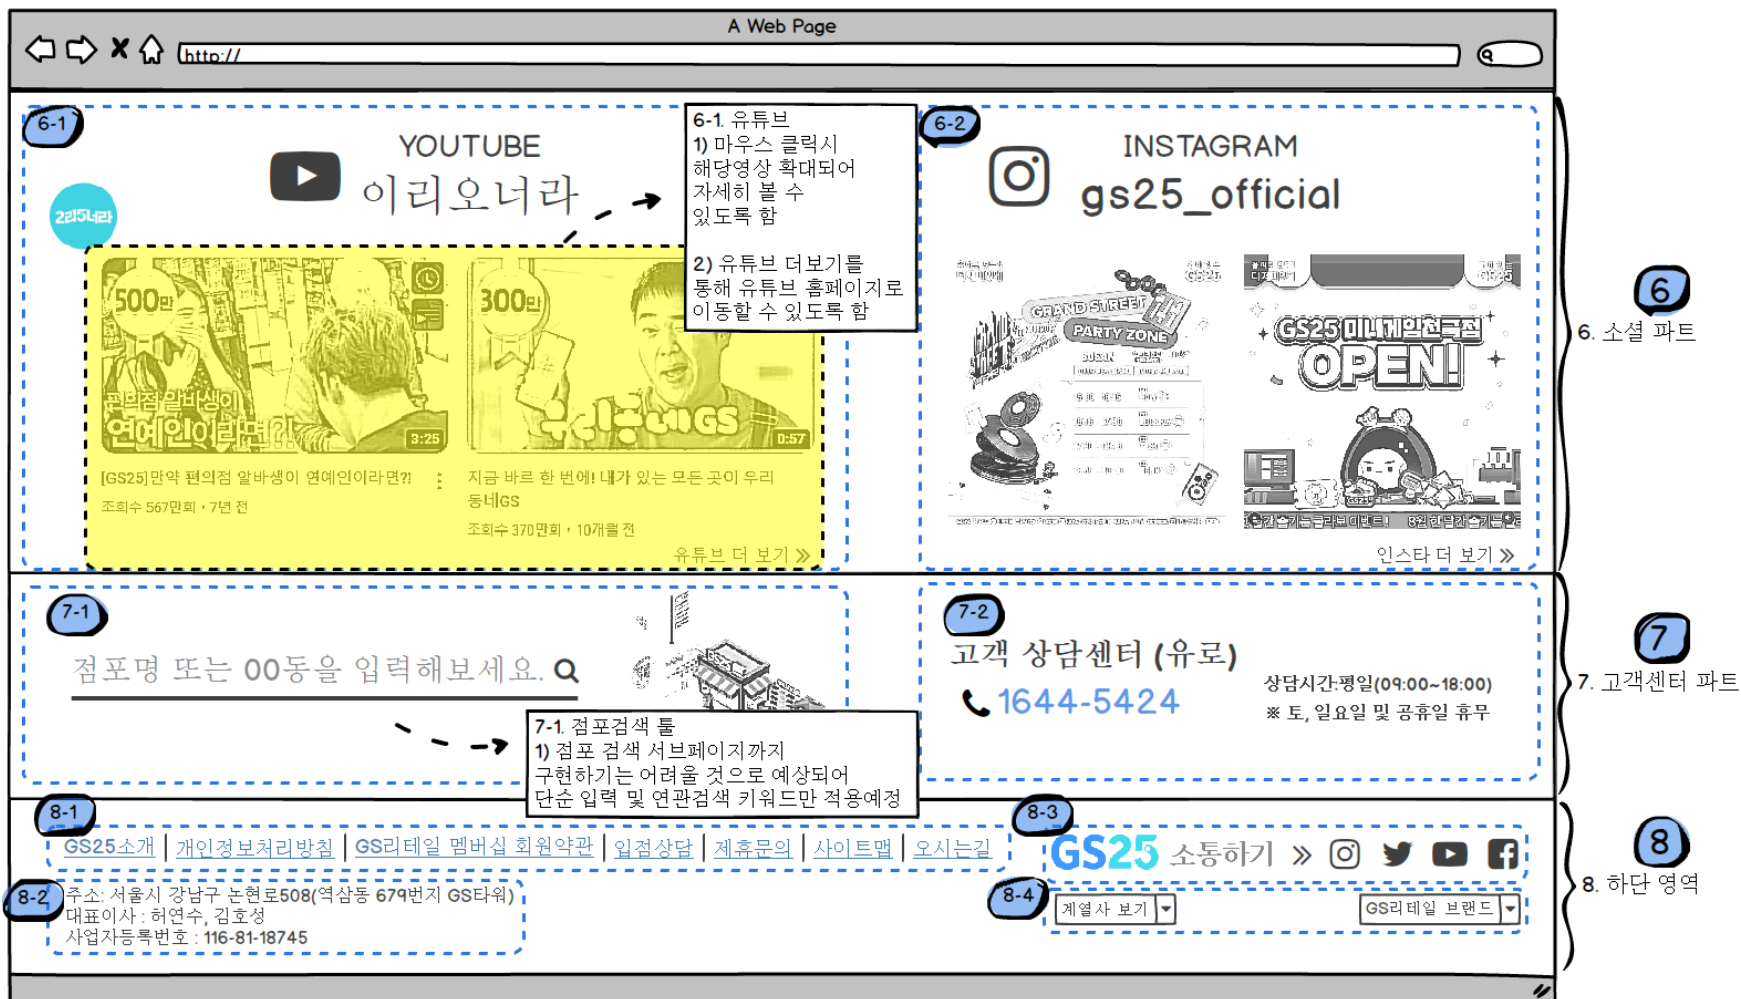 A Web Page
http://
6-1
YOUTUBE
이리오너라
2리5너라
6-1. 유튜브
1) 마우스 클릭시
해당영상 확대되어
자세히 볼 수
있도록 함
2) 유튜브 더보기를
통해 유튜브 홈페이지로
이동할 수 있도록 함
500만
편의점 알바생이
연예인이라면?!
3:25
[GS25]만약 편의점 알바생이 연예인이라면?!
조회수 567만회 • 7년 전
300만
우리동네GS
0:57
지금 바르 한 번에! 내가 있는 모든 곳이 우리
동네GS
조회수 370만회 • 10개월 전
유튜브 더 보기
6-2
INSTAGRAM
gs25_official
GS25
GRAND STREET
PARTY ZONE
BUSAN
GS25
GS25 미니게임천국점
OPEN!
인스타 더 보기
6
6. 소셜 파트
7-1
점포명 또는 00동을 입력해보세요.
7-1. 점포검색 툴
1) 점포 검색 서브페이지까지
구현하기는 어려울 것으로 예상되어
단순 입력 및 연관검색 키워드만 적용예정
7-2
고객 상담센터 (유로)
1644-5424
상담시간:평일(09:00~18:00)
※ 토, 일요일 및 공휴일 휴무
7
7. 고객센터 파트
8-1
GS25소개 | 개인정보처리방침 | GS리테일 멤버십 회원약관 | 입점상담 | 제휴문의 | 사이트맵 | 오시는길
8-2
주소: 서울시 강남구 논현로508(역삼동 679번지 GS타워)
대표이사 : 허연수, 김호성
사업자등록번호 : 116-81-18745
8-3
GS25 소통하기
8-4
계열사 보기
GS리테일 브랜드
8
8. 하단 영역